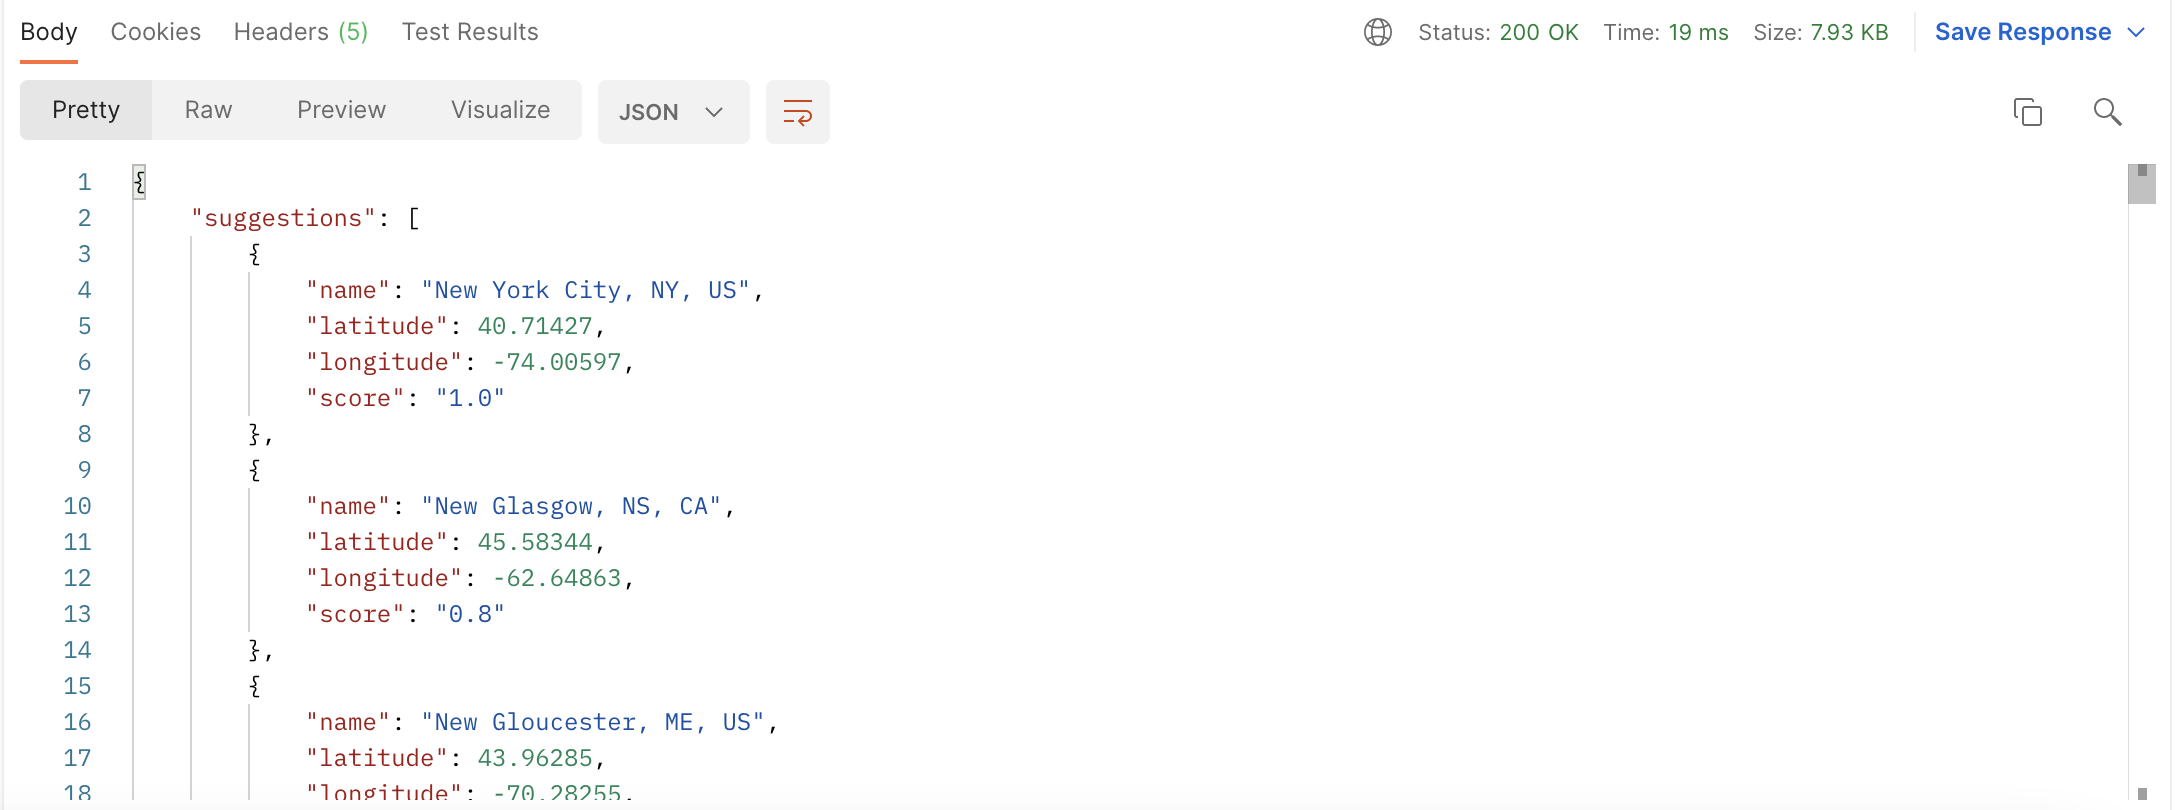 Body Cookies Headers (5) Test Results Status: 200 OK Time: 19 ms Size: 7.93 KB Save Response
Pretty Raw Preview Visualize JSON
1 {
2 "suggestions": [
3 {
4 "name": "New York City, NY, US",
5 "latitude": 40.71427,
6 "longitude": -74.00597,
7 "score": "1.0"
8 },
9 {
10 "name": "New Glasgow, NS, CA",
11 "latitude": 45.58344,
12 "longitude": -62.64863,
13 "score": "0.8"
14 },
15 {
16 "name": "New Gloucester, ME, US",
17 "latitude": 43.96285,
18 "longitude": -70.28255,